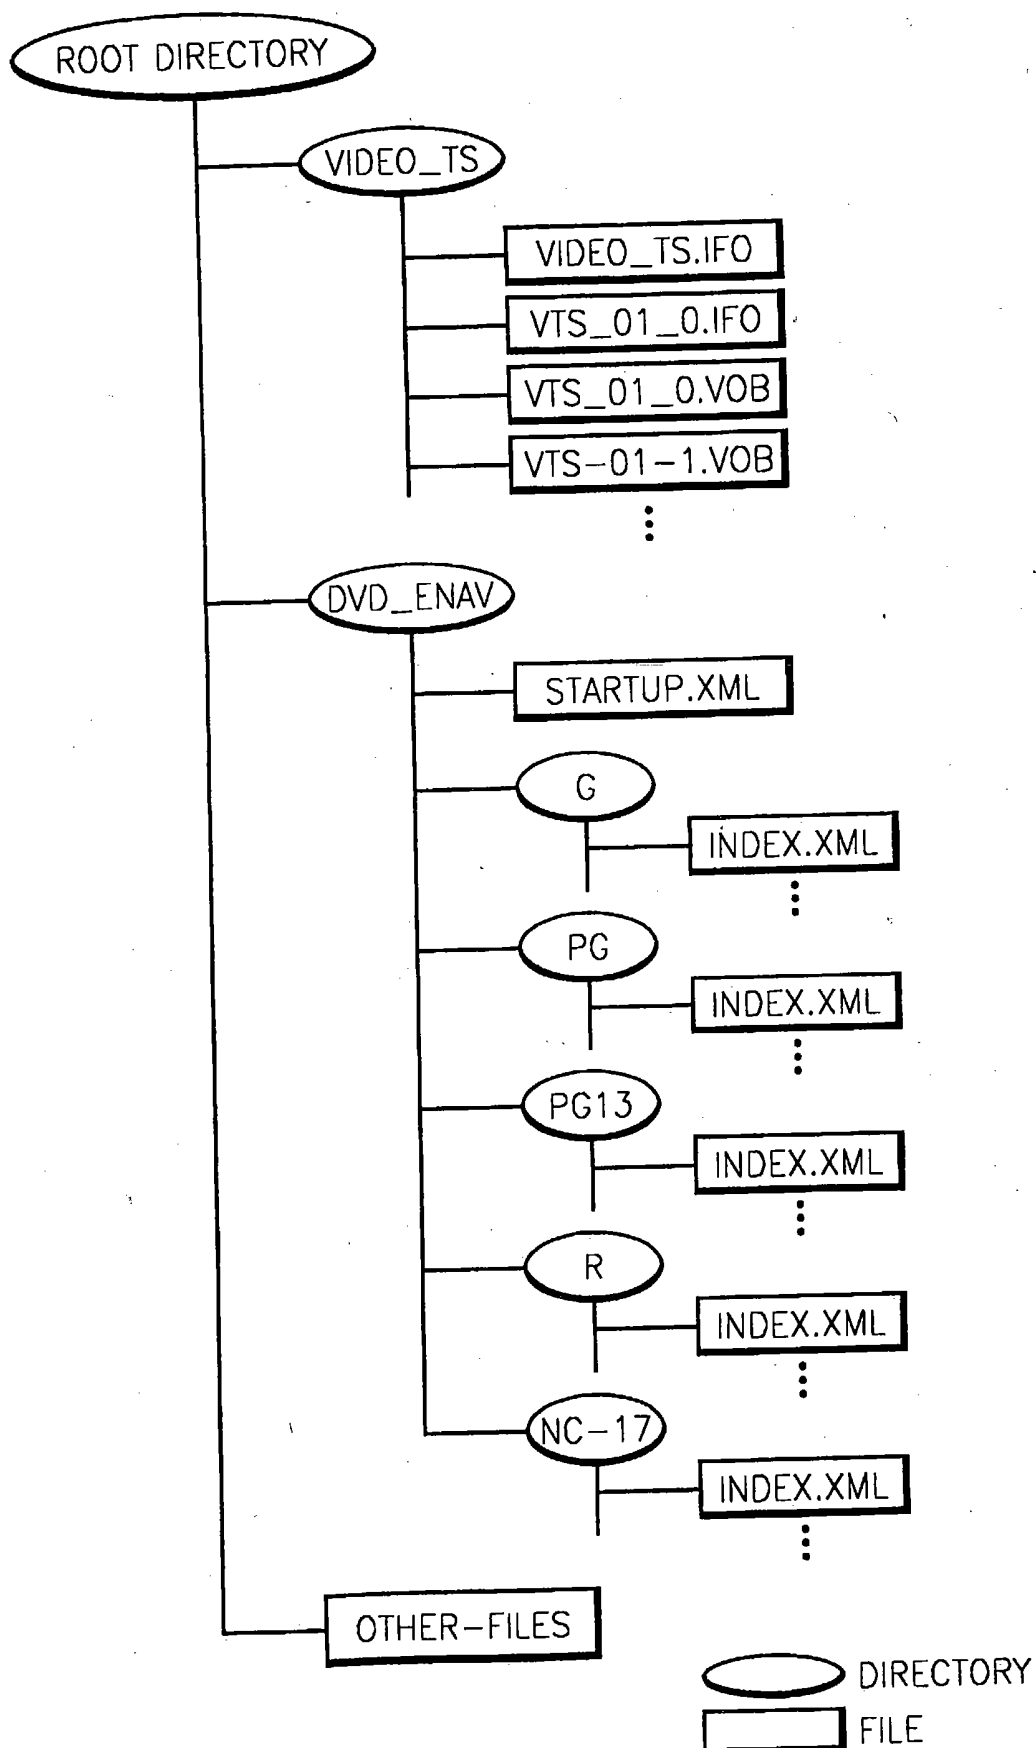 ROOT DIRECTORY
VIDEO_TS
VIDEO_TS.IFO
VTS_01_0.IFO
VTS_01_0.VOB
VTS-01-1.VOB
DVD_ENAV
STARTUP.XML
G
INDEX.XML
PG
INDEX.XML
PG13
INDEX.XML
R
INDEX.XML
NC-17
INDEX.XML
OTHER-FILES
DIRECTORY
FILE